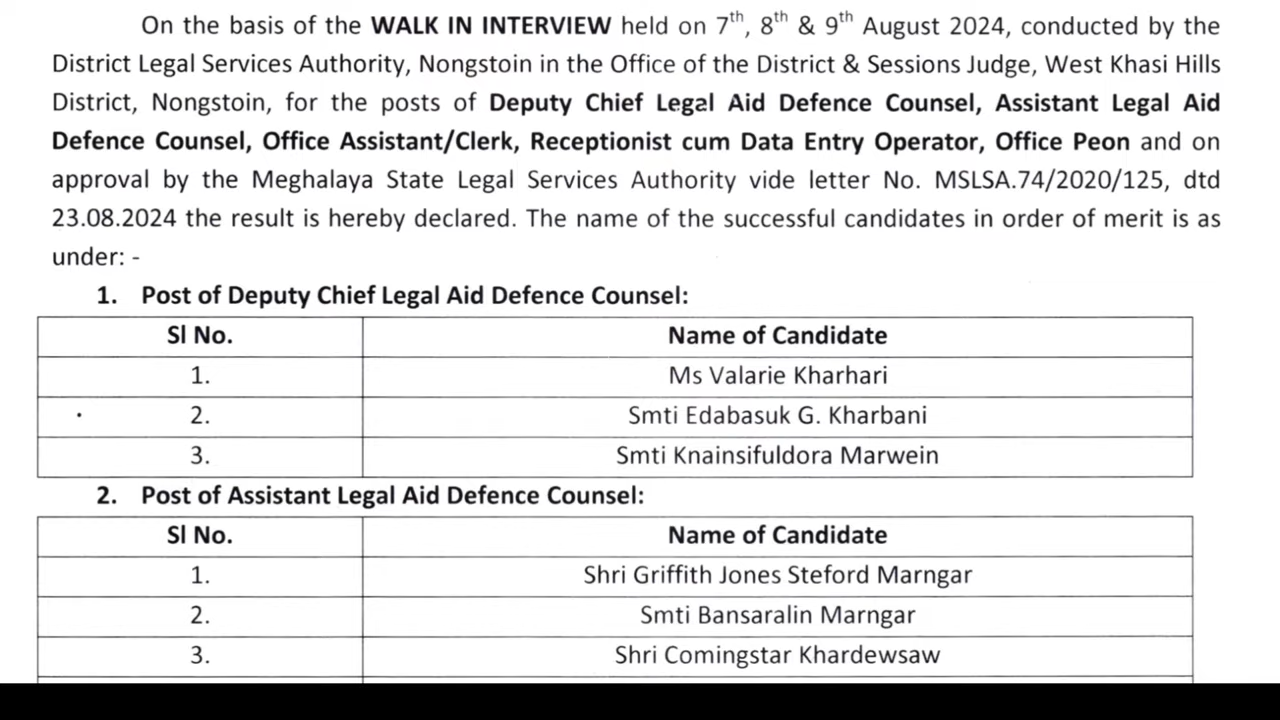 On the basis of the WALK IN INTERVIEW held on 7th, 8th & 9th August 2024, conducted by the
District Legal Services Authority, Nongstoin in the Office of the District & Sessions Judge, West Khasi Hills
District, Nongstoin, for the posts of Deputy Chief Legal Aid Defence Counsel, Assistant Legal Aid
Defence Counsel, Office Assistant/Clerk, Receptionist cum Data Entry Operator, Office Peon and on
approval by the Meghalaya State Legal Services Authority vide letter No. MSLSA.74/2020/125, dtd
23.08.2024 the result is hereby declared. The name of the successful candidates in order of merit is as
under: -
1. Post of Deputy Chief Legal Aid Defence Counsel:
Sl No. Name of Candidate
1. Ms Valarie Kharhari
2. Smti Edabasuk G. Kharbani
3. Smti Knainsifuldora Marwein
2. Post of Assistant Legal Aid Defence Counsel:
Sl No. Name of Candidate
1. Shri Griffith Jones Steford Marngar
2. Smti Bansaralin Marngar
3. Shri Comingstar Khardewsaw